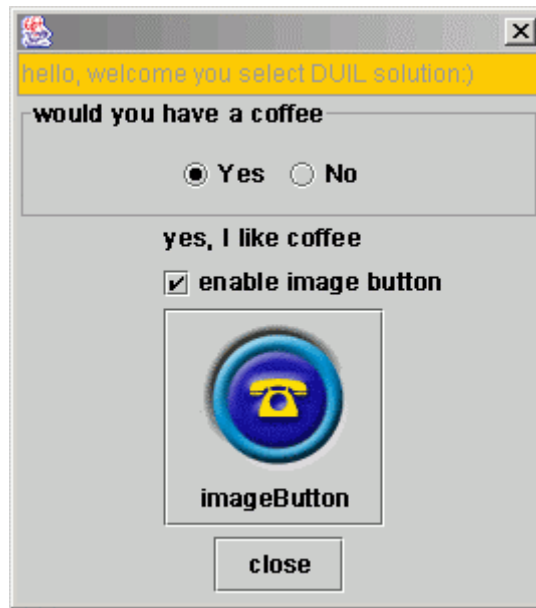 hello, welcome you select DUIL solution:)
would you have a coffee
Yes No
yes, I like coffee
enable image button
imageButton
close